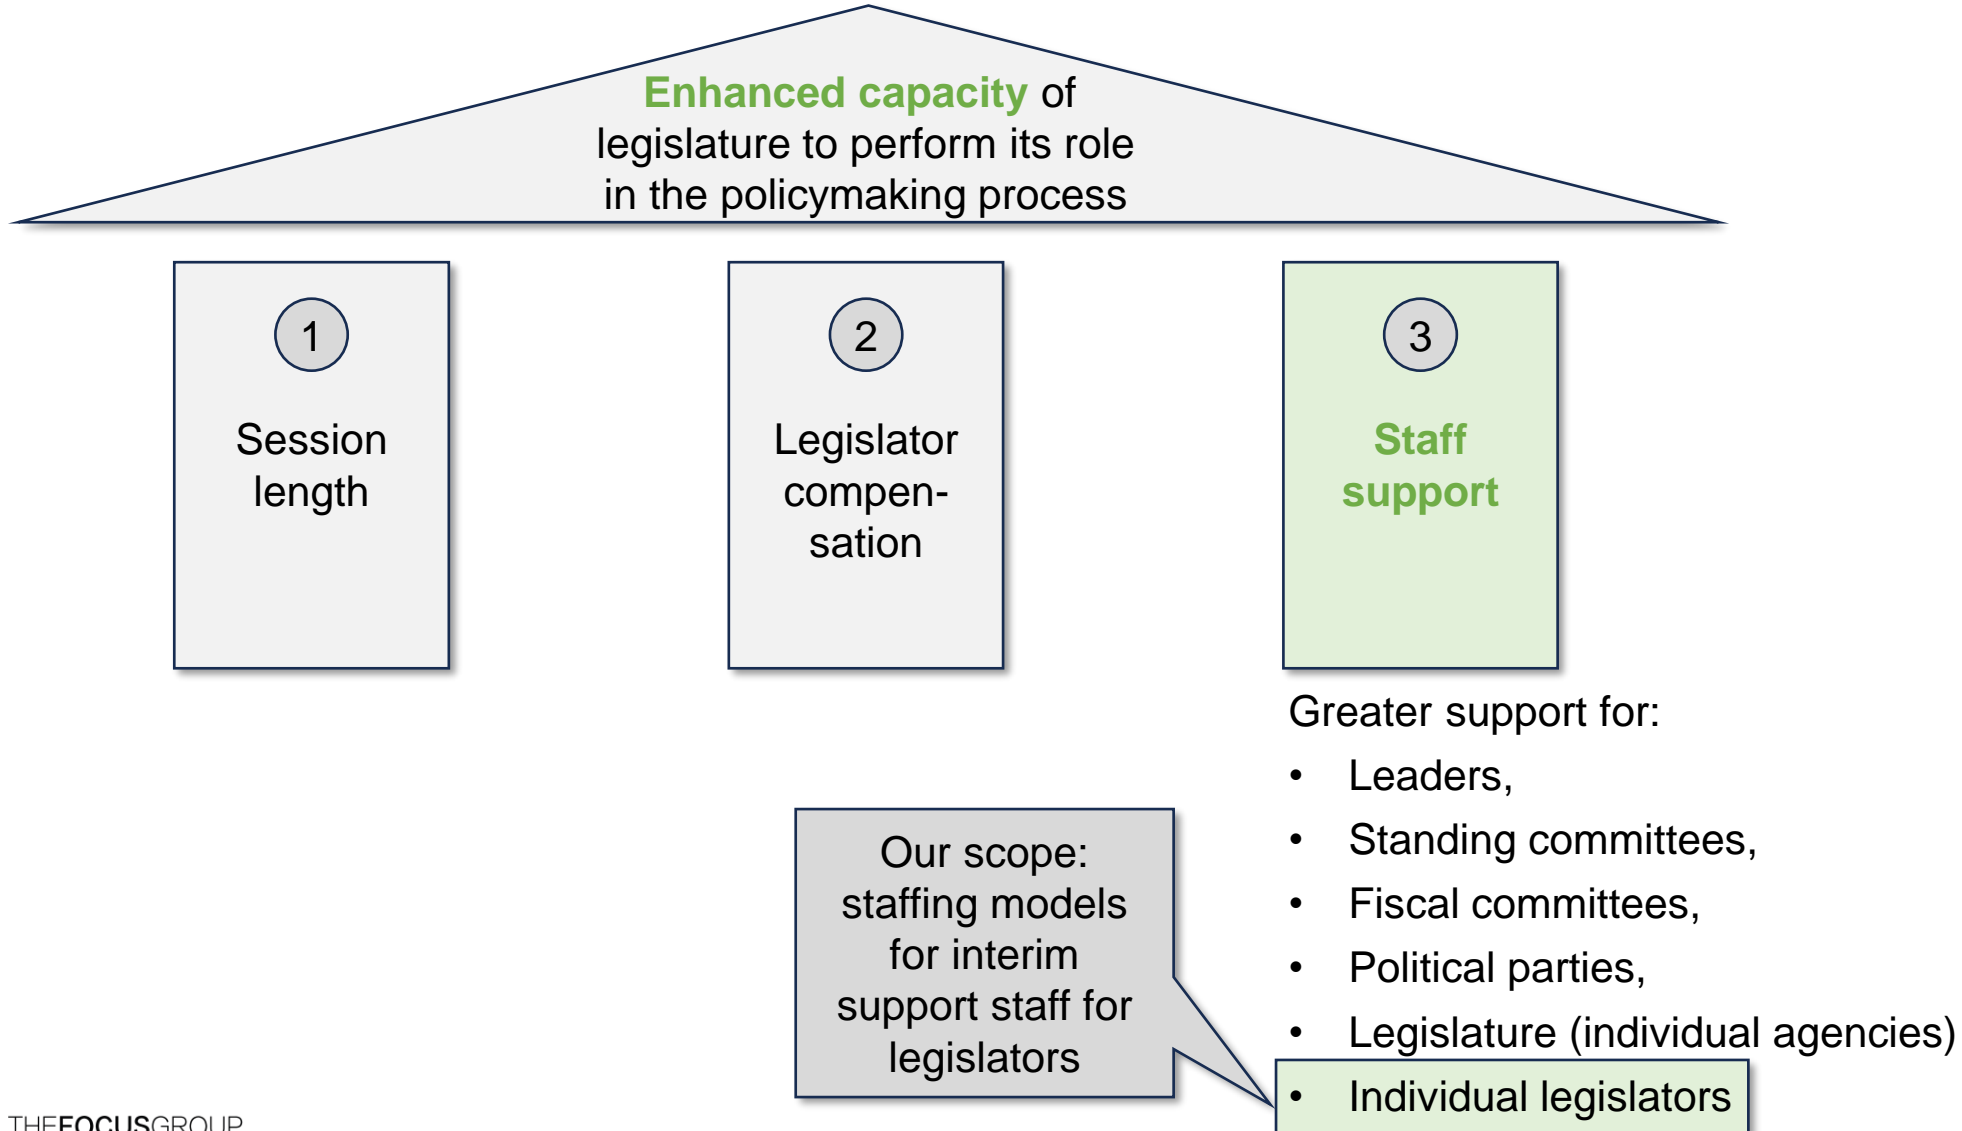 Enhanced capacity of
legislature to perform its role
in the policymaking process
1
Session
length
2
Legislator
compen-
sation
3
Staff
support
Greater support for:
• Leaders,
• Standing committees,
• Fiscal committees,
• Political parties,
• Legislature (individual agencies)
• Individual legislators
Our scope:
staffing models
for interim
support staff for
legislators
THEFOCUSGROUP